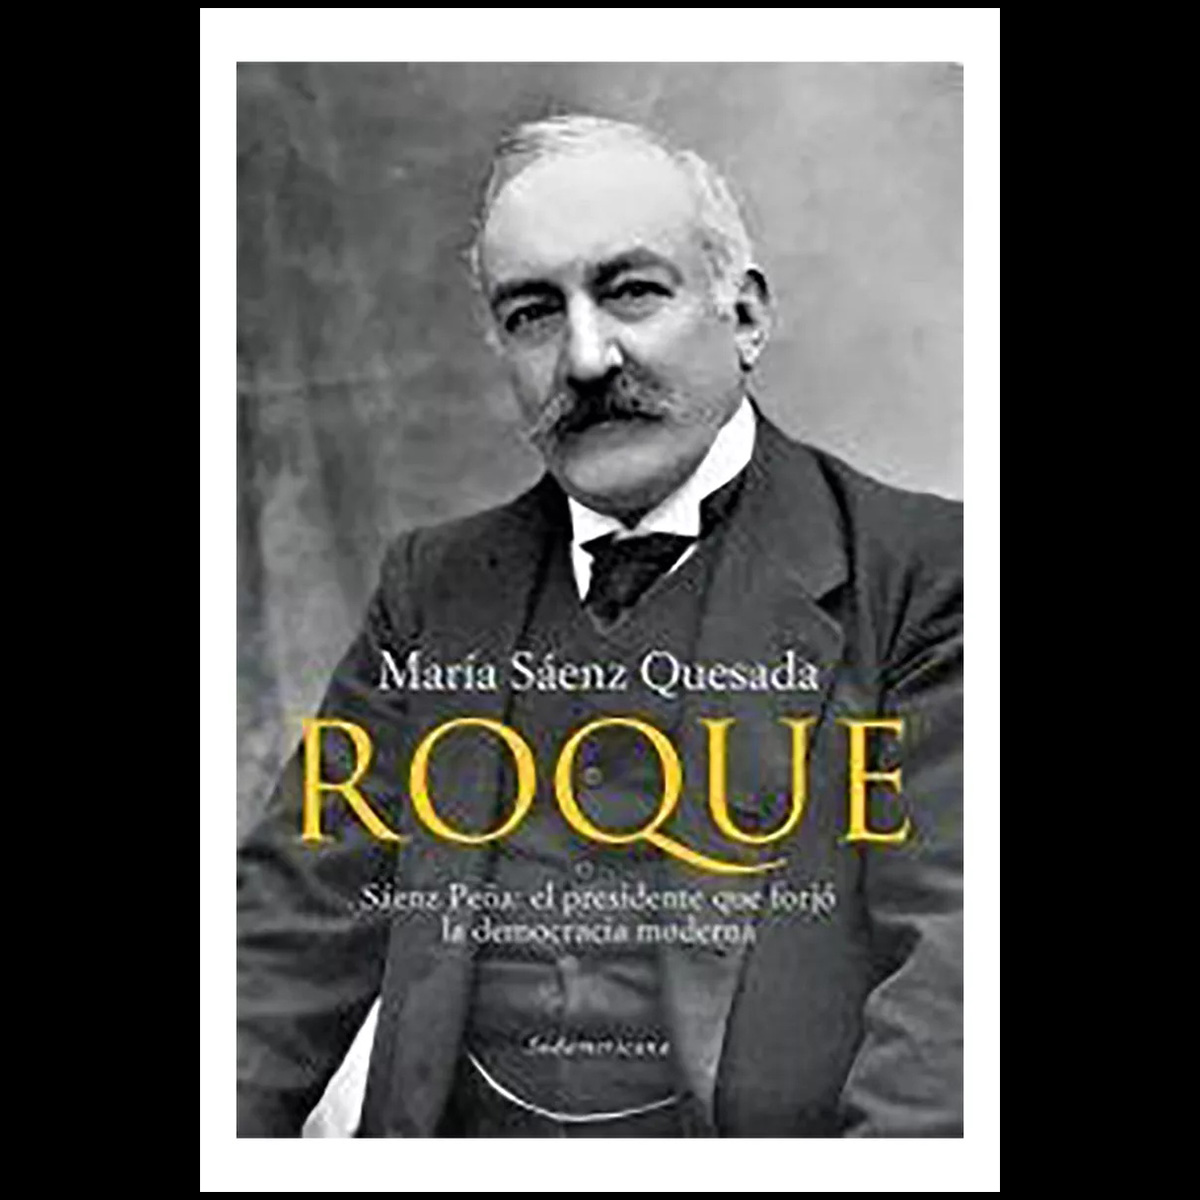 María Sáenz Quesada
ROQUE
Sáenz Peña: el presidente que forjó
la democracia moderna
Sudamericana